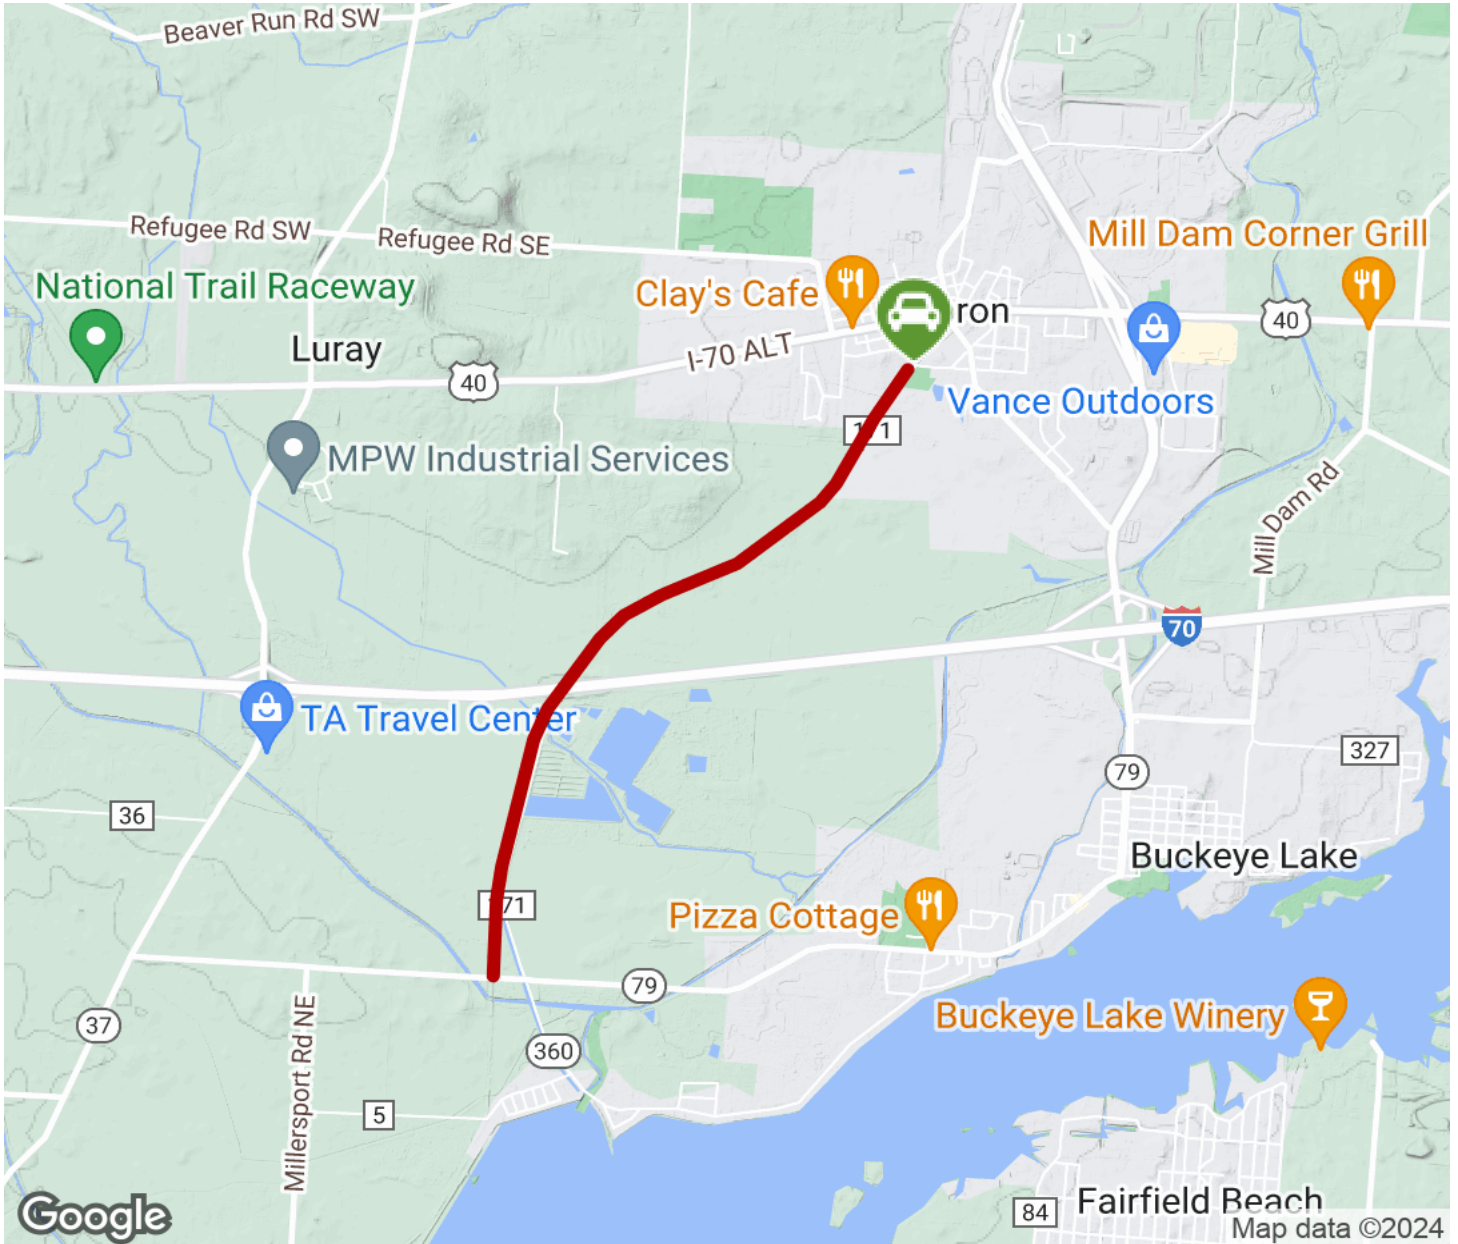 Beaver Run Rd SW
Refugee Rd SW
Refugee Rd SE
Mill Dam Corner Grill
National Trail Raceway
Clay's Cafe
ron
40
Luray
I-70 ALT
40
Vance Outdoors
171
MPW Industrial Services
Mill Dam Rd
70
TA Travel Center
327
79
36
Buckeye Lake
171
Pizza Cottage
79
Buckeye Lake Winery
37
360
Millersport Rd NE
5
Fairfield Beach
84
Google
Map data ©2024